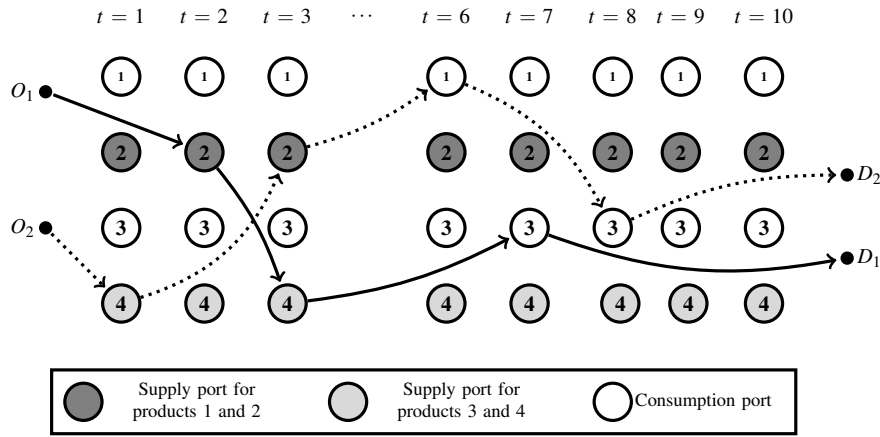 t = 1 t = 2 t = 3 ⋯ t = 6 t = 7 t = 8 t = 9 t = 10
1 1 1 1 1 1 1 1
O₁
2 2 2 2 2 2 2 2
D₂
O₂ 3 3 3 3 3 3 3 3
D₁
4 4 4 4 4 4 4 4
Supply port for
products 1 and 2
Supply port for
products 3 and 4
Consumption port